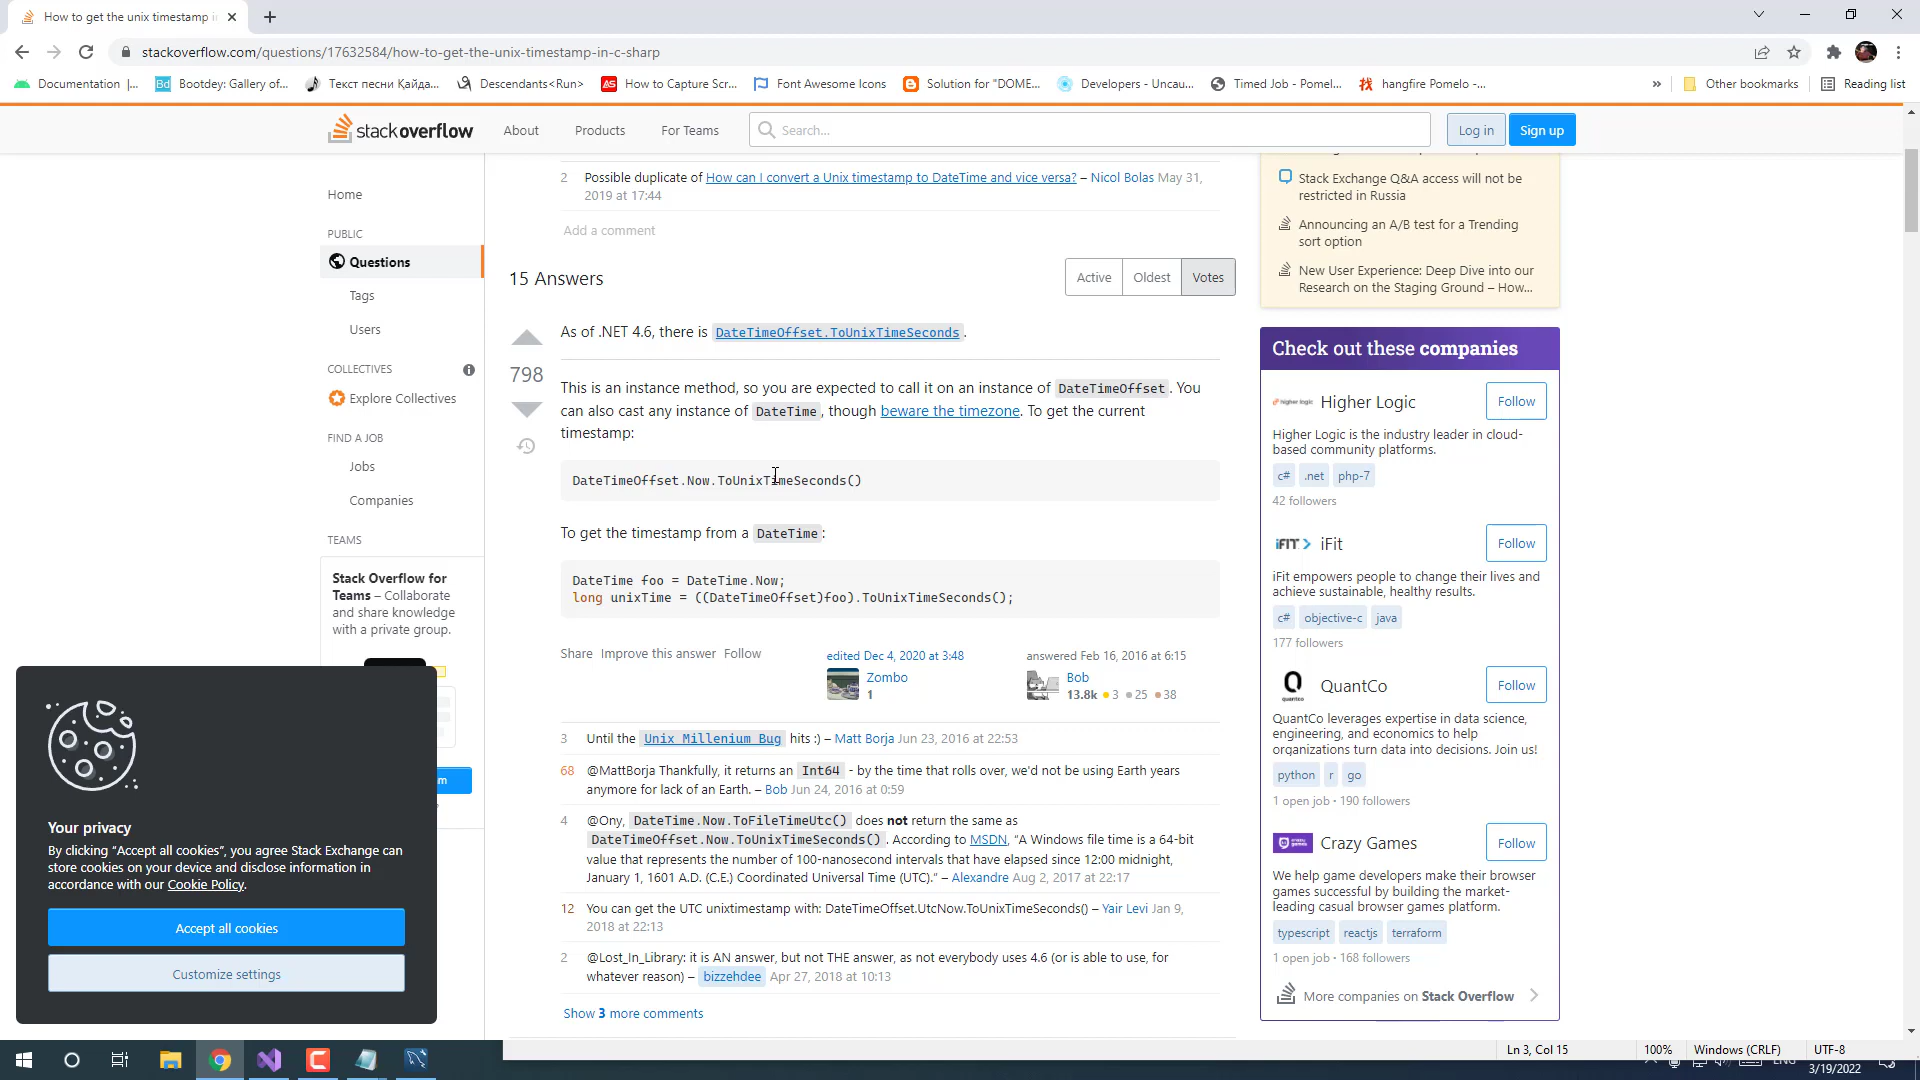 How to get the unix timestamp i
stackoverflow.com/questions/17632584/how-to-get-the-unix-timestamp-in-c-sharp
Documentation |...
Bootdey: Gallery of...
Текст песни Қайда...
Descendants<Run>
How to Capture Scr...
Font Awesome Icons
Solution for "DOME...
Developers - Uncau...
Timed Job - Pomel...
hangfire Pomelo -...
»
Other bookmarks
Reading list
stackoverflow
About
Products
For Teams
Search...
Log in
Sign up
Home
PUBLIC
Questions
Tags
Users
COLLECTIVES
Explore Collectives
FIND A JOB
Jobs
Companies
TEAMS
Stack Overflow for
Teams – Collaborate
and share knowledge
with a private group.
Your privacy
By clicking “Accept all cookies”, you agree Stack Exchange can
store cookies on your device and disclose information in
accordance with our Cookie Policy.
Accept all cookies
Customize settings
2 Possible duplicate of How can I convert a Unix timestamp to DateTime and vice versa? – Nicol Bolas May 31,
2019 at 17:44
Add a comment
15 Answers
Active
Oldest
Votes
798
As of .NET 4.6, there is DateTimeOffset.ToUnixTimeSeconds.
This is an instance method, so you are expected to call it on an instance of DateTimeOffset. You
can also cast any instance of DateTime, though beware the timezone. To get the current
timestamp:
DateTimeOffset.Now.ToUnixTimeSeconds()
To get the timestamp from a DateTime:
DateTime foo = DateTime.Now;
long unixTime = ((DateTimeOffset)foo).ToUnixTimeSeconds();
Share Improve this answer Follow
edited Dec 4, 2020 at 3:48
Zombo
1
answered Feb 16, 2016 at 6:15
Bob
13.8k 3 25 38
3 Until the Unix Millenium Bug hits :) – Matt Borja Jun 23, 2016 at 22:53
68 @MattBorja Thankfully, it returns an Int64 - by the time that rolls over, we'd not be using Earth years
anymore for lack of an Earth. – Bob Jun 24, 2016 at 0:59
4 @Ony, DateTime.Now.ToFileTimeUtc() does not return the same as
DateTimeOffset.Now.ToUnixTimeSeconds(). According to MSDN, “A Windows file time is a 64-bit
value that represents the number of 100-nanosecond intervals that have elapsed since 12:00 midnight,
January 1, 1601 A.D. (C.E.) Coordinated Universal Time (UTC).” – Alexandre Aug 2, 2017 at 22:17
12 You can get the UTC unixtimestamp with: DateTimeOffset.UtcNow.ToUnixTimeSeconds() – Yair Levi Jan 9,
2018 at 22:13
2 @Lost_In_Library: it is AN answer, but not THE answer, as not everybody uses 4.6 (or is able to use, for
whatever reason) – bizzehdee Apr 27, 2018 at 10:13
Show 3 more comments
Stack Exchange Q&A access will not be
restricted in Russia
Announcing an A/B test for a Trending
sort option
New User Experience: Deep Dive into our
Research on the Staging Ground – How...
Check out these companies
Higher Logic
Follow
Higher Logic is the industry leader in cloud-
based community platforms.
c# .net php-7
42 followers
iFIT
iFit
Follow
iFit empowers people to change their lives and
achieve sustainable, healthy results.
c# objective-c java
177 followers
QuantCo
Follow
QuantCo leverages expertise in data science,
engineering, and economics to help
organizations turn data into decisions. Join us!
python r go
1 open job • 190 followers
Crazy Games
Follow
We help game developers make their browser
games successful by building the market-
leading casual browser games platform.
typescript reactjs terraform
1 open job • 168 followers
More companies on Stack Overflow
Ln 3, Col 15
100%
Windows (CRLF)
UTF-8
3/19/2022